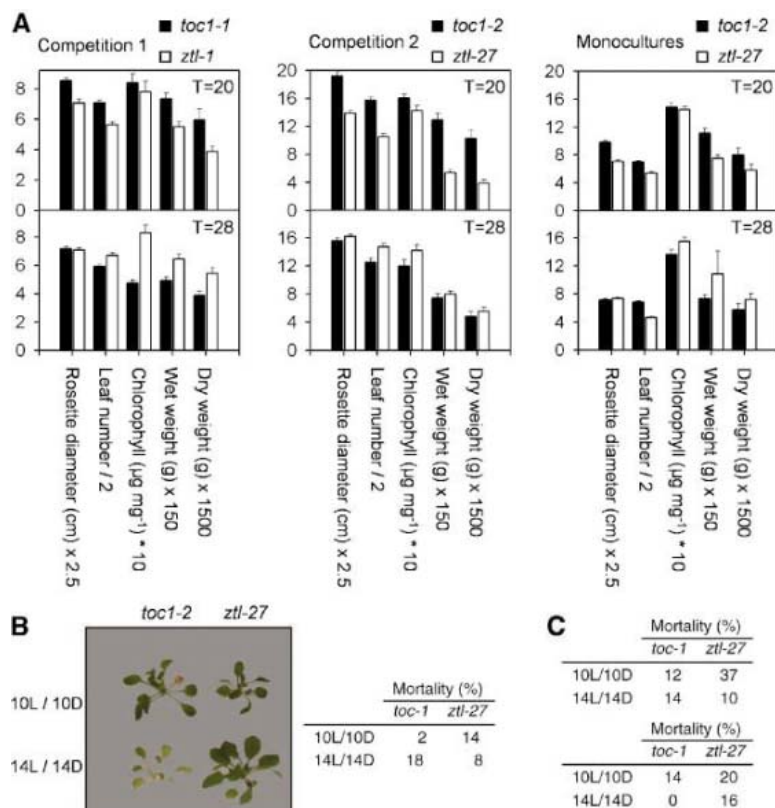 A
Competition 1
toc1-1
ztl-1
T=20
8
6
4
2
0
T=28
8
6
4
2
0
Rosette diameter (cm) x 2.5
Leaf number / 2
Chlorophyll (µg mg⁻¹) * 10
Wet weight (g) x 150
Dry weight (g) x 1500
Competition 2
toc1-2
ztl-27
T=20
20
16
12
8
4
0
T=28
16
12
8
4
0
Rosette diameter (cm) x 2.5
Leaf number / 2
Chlorophyll (µg mg⁻¹) * 10
Wet weight (g) x 150
Dry weight (g) x 1500
Monocultures
toc1-2
ztl-27
T=20
20
16
12
8
4
0
T=28
16
12
8
4
0
Rosette diameter (cm) x 2.5
Leaf number / 2
Chlorophyll (µg mg⁻¹) * 10
Wet weight (g) x 150
Dry weight (g) x 1500
B
toc1-2 ztl-27
10L / 10D
14L / 14D
Mortality (%)
toc-1 ztl-27
10L/10D 2 14
14L/14D 18 8
C
Mortality (%)
toc-1 ztl-27
10L/10D 12 37
14L/14D 14 10
Mortality (%)
toc-1 ztl-27
10L/10D 14 20
14L/14D 0 16